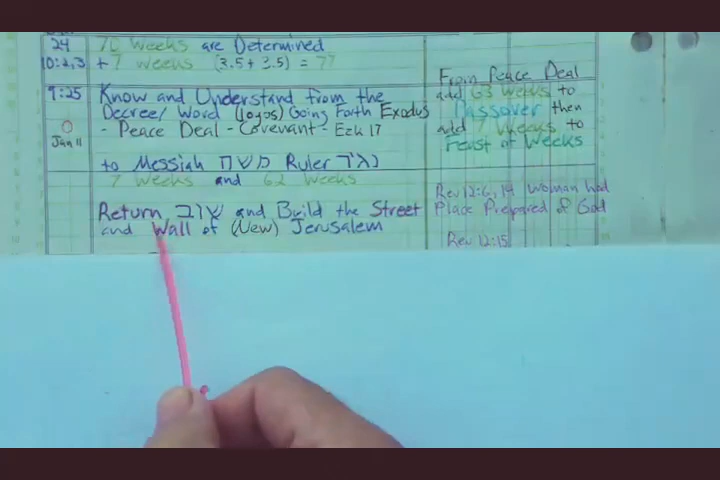 24 70 Weeks are Determined
10:2,3 + 7 Weeks (3.5 + 3.5) = 77
9:25 Know and Understand from the
Decree/Word (Logos) Going Forth Exodus
- Peace Deal - Covenant - Ezk 17
Jan 11
to Messiah משח Ruler נגיד
7 Weeks and 62 Weeks
Return שוב and Build the Street
and Wall of (New) Jerusalem
From Peace Deal
add 63 Weeks to
Passover then
add 7 Weeks to
Feast of Weeks
Rev 12:6, 14 Woman had
Place Prepared of God
Rev 12:15